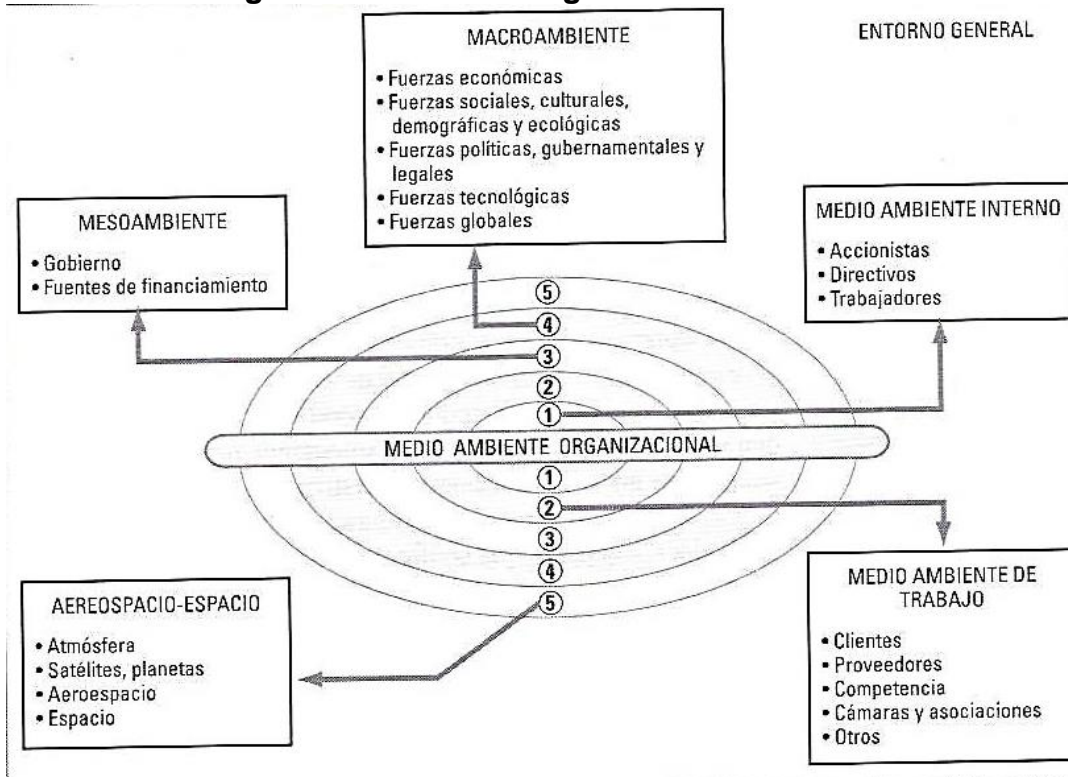 MACROAMBIENTE
• Fuerzas económicas
• Fuerzas sociales, culturales,
demográficas y ecológicas
• Fuerzas políticas, gubernamentales y
legales
• Fuerzas tecnológicas
• Fuerzas globales
ENTORNO GENERAL
MESOAMBIENTE
• Gobierno
• Fuentes de financiamiento
MEDIO AMBIENTE INTERNO
• Accionistas
• Directivos
• Trabajadores
5
4
3
2
1
MEDIO AMBIENTE ORGANIZACIONAL
1
2
3
4
5
AEREOSPACIO-ESPACIO
• Atmósfera
• Satélites, planetas
• Aeroespacio
• Espacio
MEDIO AMBIENTE DE
TRABAJO
• Clientes
• Proveedores
• Competencia
• Cámaras y asociaciones
• Otros